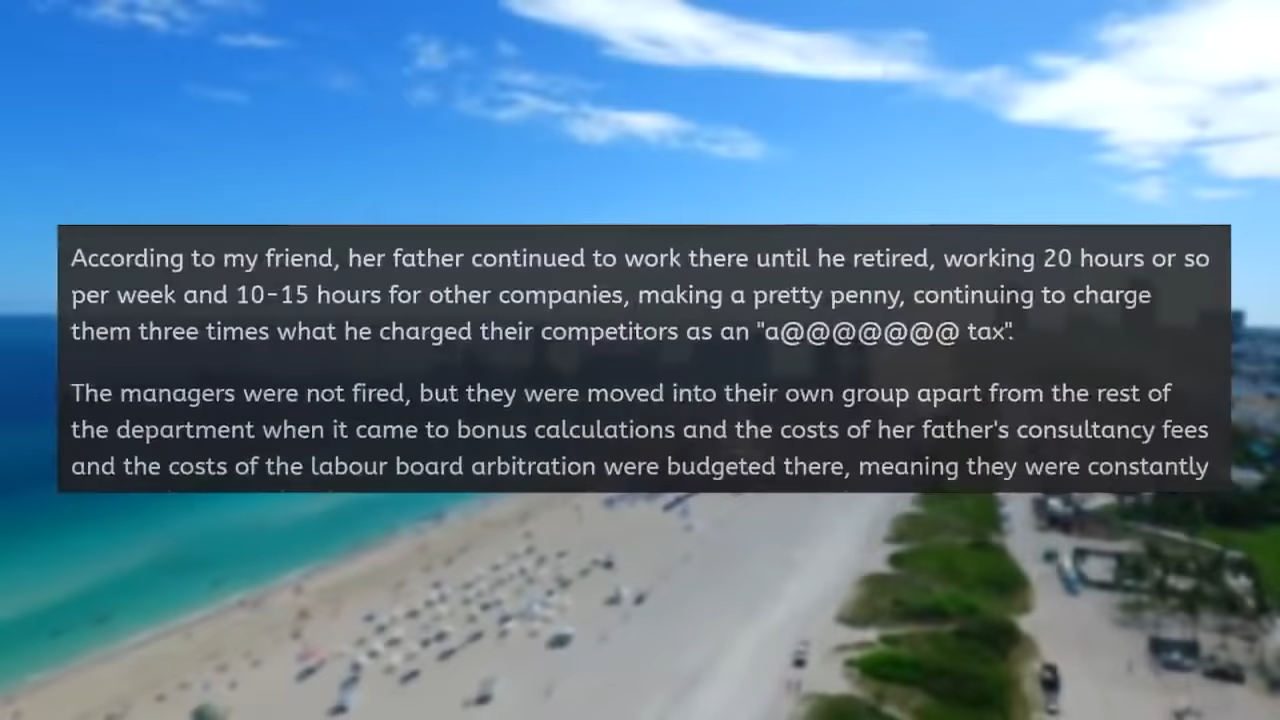 According to my friend, her father continued to work there until he retired, working 20 hours or so
per week and 10-15 hours for other companies, making a pretty penny, continuing to charge
them three times what he charged their competitors as an "a@@@@@@@ tax".
The managers were not fired, but they were moved into their own group apart from the rest of
the department when it came to bonus calculations and the costs of her father's consultancy fees
and the costs of the labour board arbitration were budgeted there, meaning they were constantly